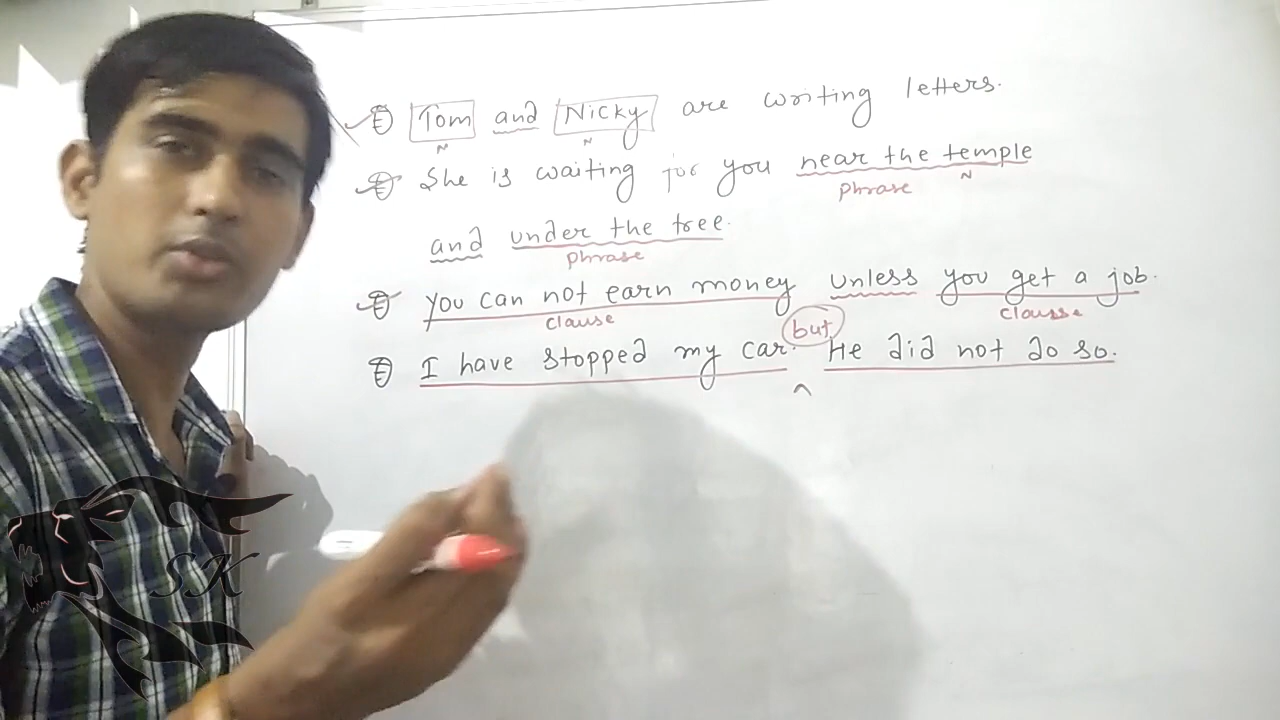 Tom and Nicky are writing letters.
N N
She is waiting for you near the temple
phrase N
and under the tree.
phrase
You can not earn money unless you get a job.
clause clausse
but
I have stopped my car. He did not do so.
^
SK